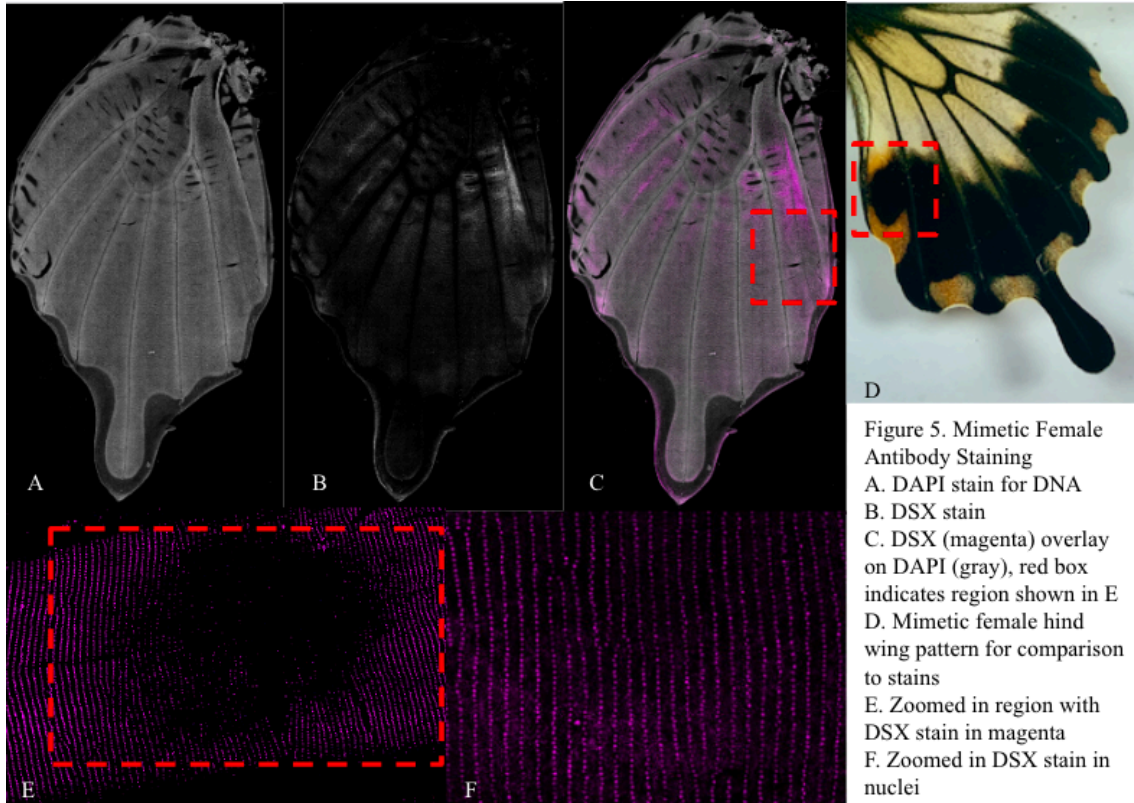 A
B
C
D
E
F
Figure 5. Mimetic Female
Antibody Staining
A. DAPI stain for DNA
B. DSX stain
C. DSX (magenta) overlay
on DAPI (gray), red box
indicates region shown in E
D. Mimetic female hind
wing pattern for comparison
to stains
E. Zoomed in region with
DSX stain in magenta
F. Zoomed in DSX stain in
nuclei